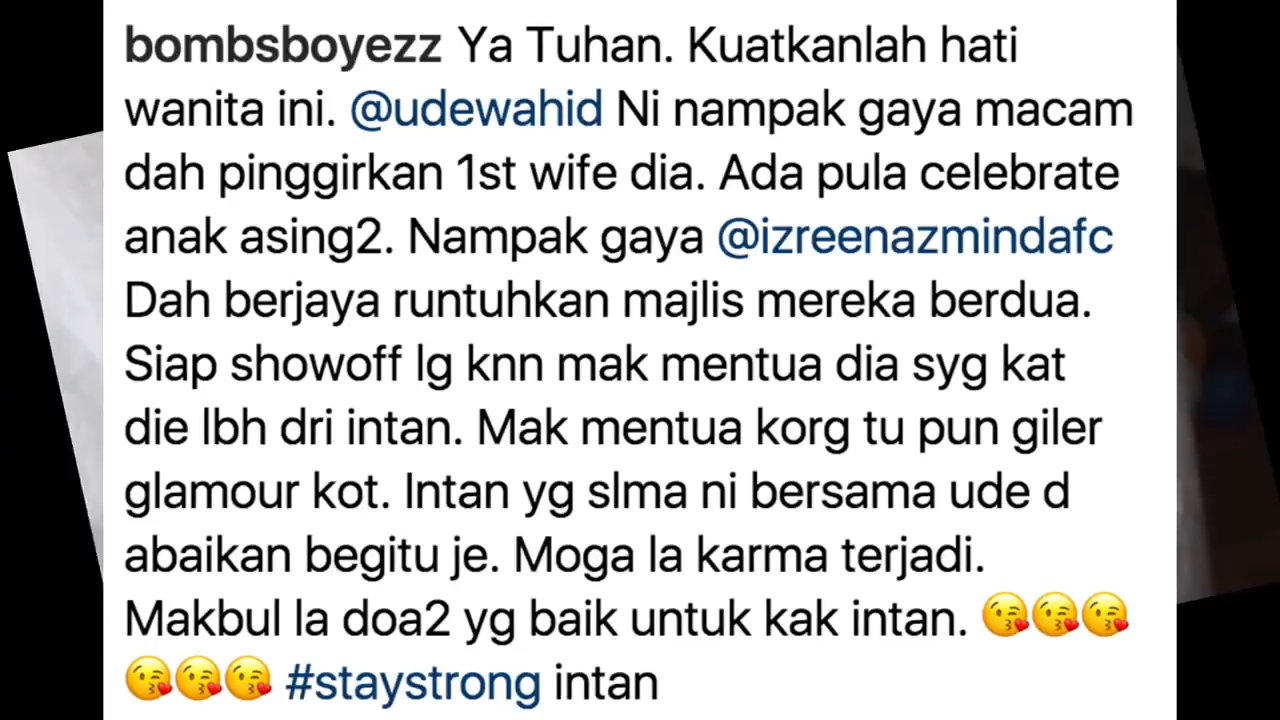 bombsboyezz Ya Tuhan. Kuatkanlah hati
wanita ini. @udewahid Ni nampak gaya macam
dah pinggirkan 1st wife dia. Ada pula celebrate
anak asing2. Nampak gaya @izreenazmindafc
Dah berjaya runtuhkan majlis mereka berdua.
Siap showoff lg knn mak mentua dia syg kat
die lbh dri intan. Mak mentua korg tu pun giler
glamour kot. Intan yg slma ni bersama ude d
abaikan begitu je. Moga la karma terjadi.
Makbul la doa2 yg baik untuk kak intan. 😘😘😘
😘😘😘 #staystrong intan